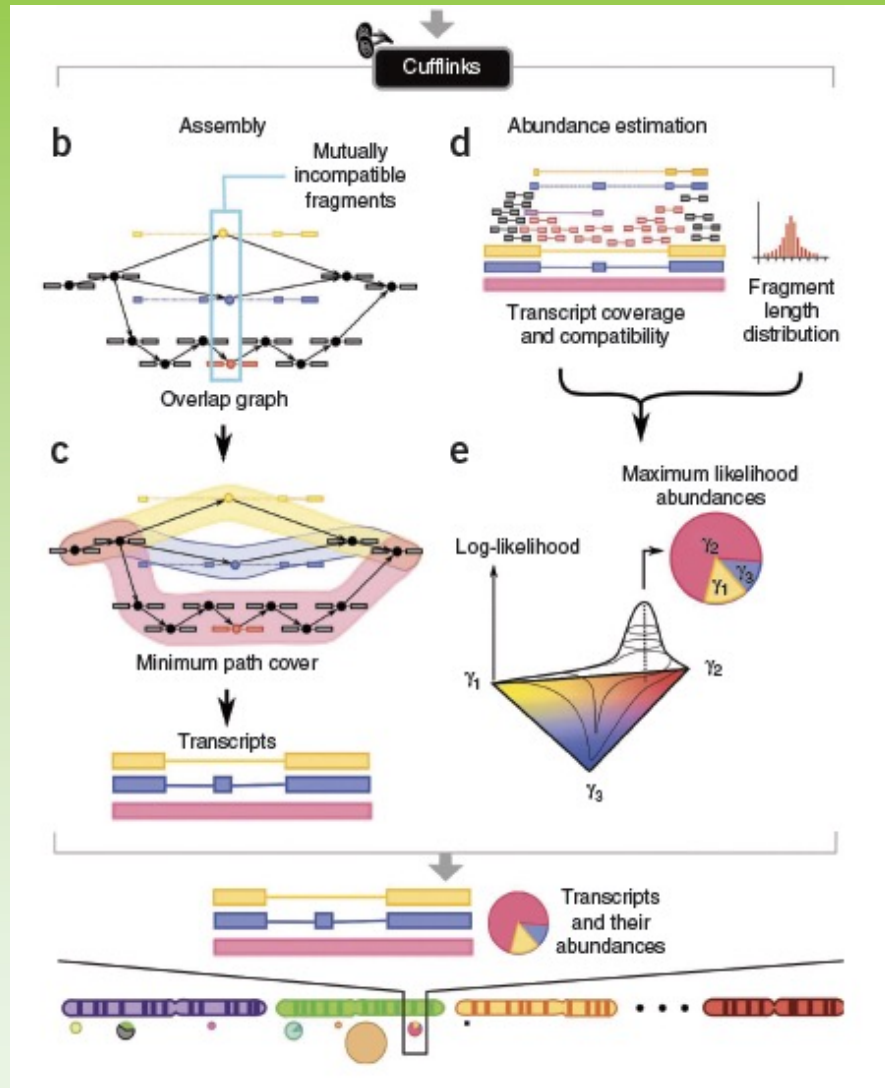 Cufflinks
b
Assembly
Mutually
incompatible
fragments
Overlap graph
c
Minimum path cover
Transcripts
d
Abundance estimation
Transcript coverage
and compatibility
Fragment
length
distribution
e
Maximum likelihood
abundances
Log-likelihood
γ2
γ3
γ1
γ1
γ2
γ3
Transcripts
and their
abundances